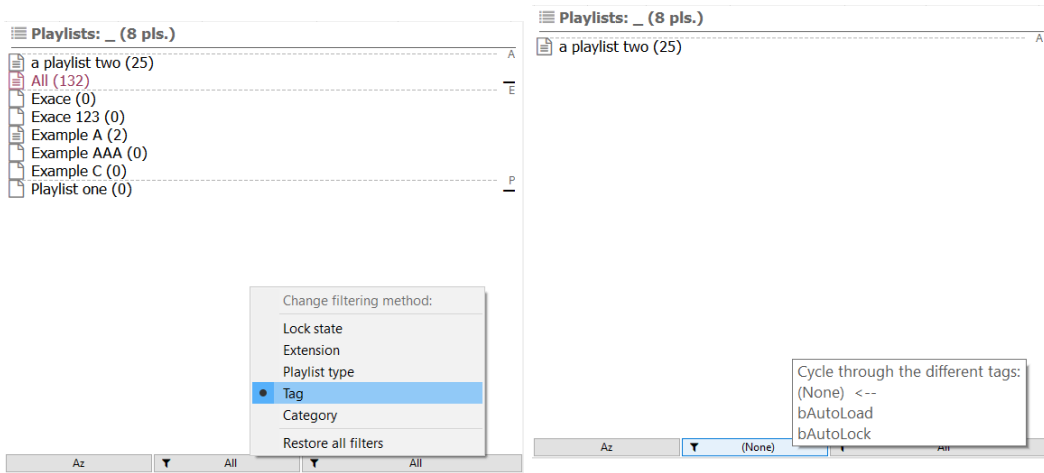 Playlists: _ (8 pls.)
A
a playlist two (25)
All (132)
E
Exace (0)
Exace 123 (0)
Example A (2)
Example AAA (0)
Example C (0)
P
Playlist one (0)
Change filtering method:
Lock state
Extension
Playlist type
Tag
Category
Restore all filters
Az
All
All
Playlists: _ (8 pls.)
A
a playlist two (25)
Cycle through the different tags:
(None) <--
bAutoLoad
bAutoLock
Az
(None)
All